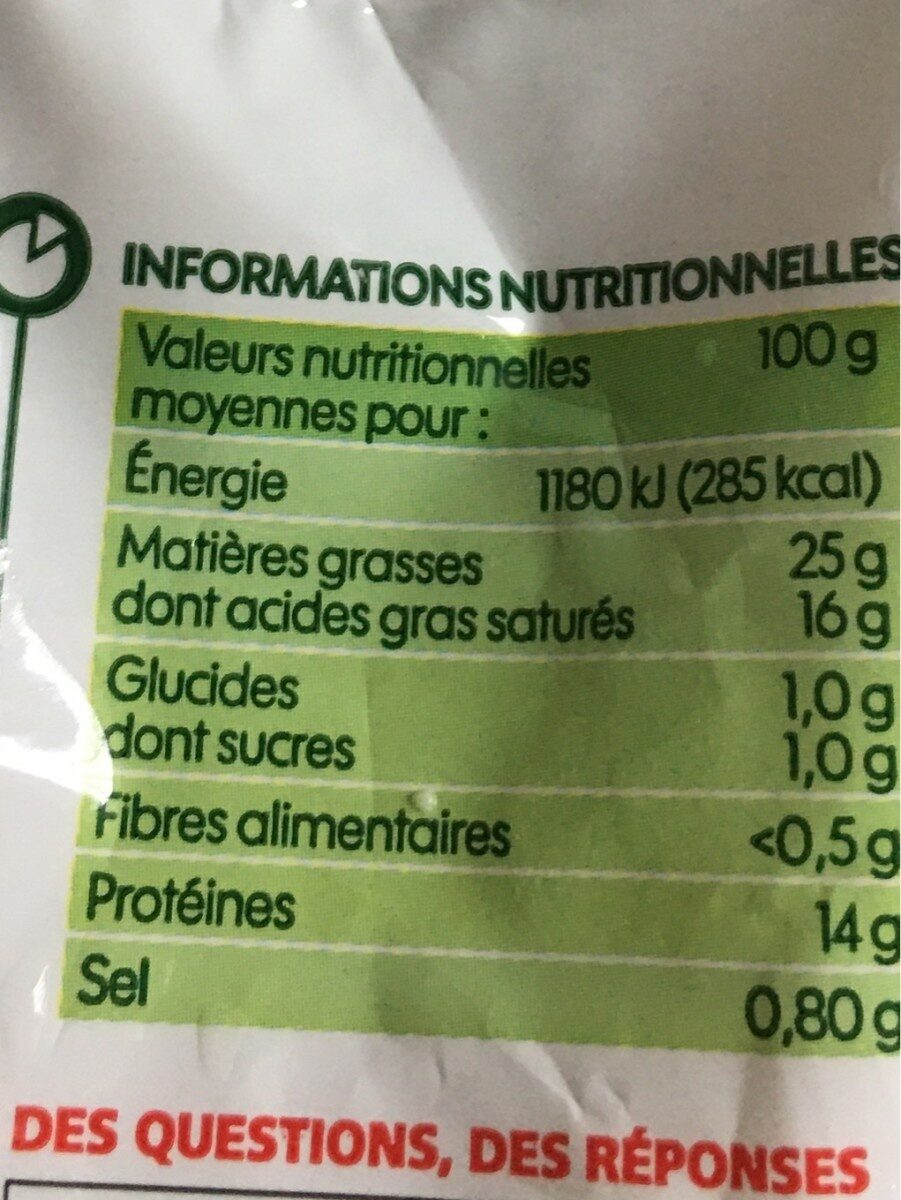 INFORMATIONS NUTRITIONNELLES
Valeurs nutritionnelles 100 g
moyennes pour :
Énergie 1180 kJ (285 kcal)
Matières grasses 25 g
dont acides gras saturés 16 g
Glucides 1,0 g
dont sucres 1,0 g
Fibres alimentaires <0,5 g
Protéines 14 g
Sel 0,80 g
DES QUESTIONS, DES RÉPONSES